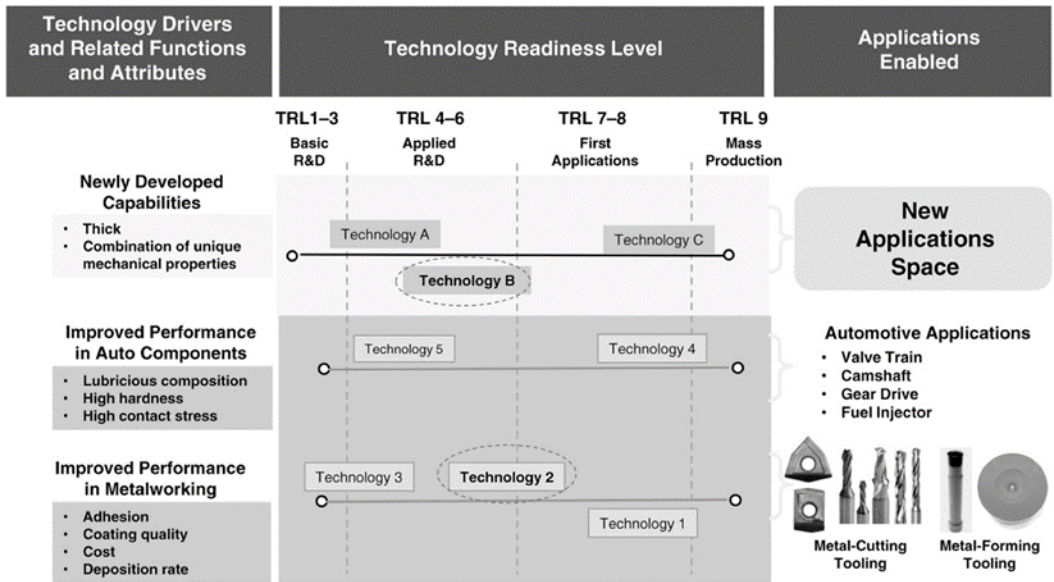 Technology Drivers
and Related Functions
and Attributes
Technology Readiness Level
Applications
Enabled
TRL1–3
Basic
R&D
TRL 4–6
Applied
R&D
TRL 7–8
First
Applications
TRL 9
Mass
Production
Newly Developed
Capabilities
• Thick
• Combination of unique
mechanical properties
Technology A
Technology B
Technology C
New
Applications
Space
Improved Performance
in Auto Components
• Lubricious composition
• High hardness
• High contact stress
Technology 5
Technology 4
Automotive Applications
• Valve Train
• Camshaft
• Gear Drive
• Fuel Injector
Improved Performance
in Metalworking
• Adhesion
• Coating quality
• Cost
• Deposition rate
Technology 3
Technology 2
Technology 1
Metal-Cutting
Tooling
Metal-Forming
Tooling